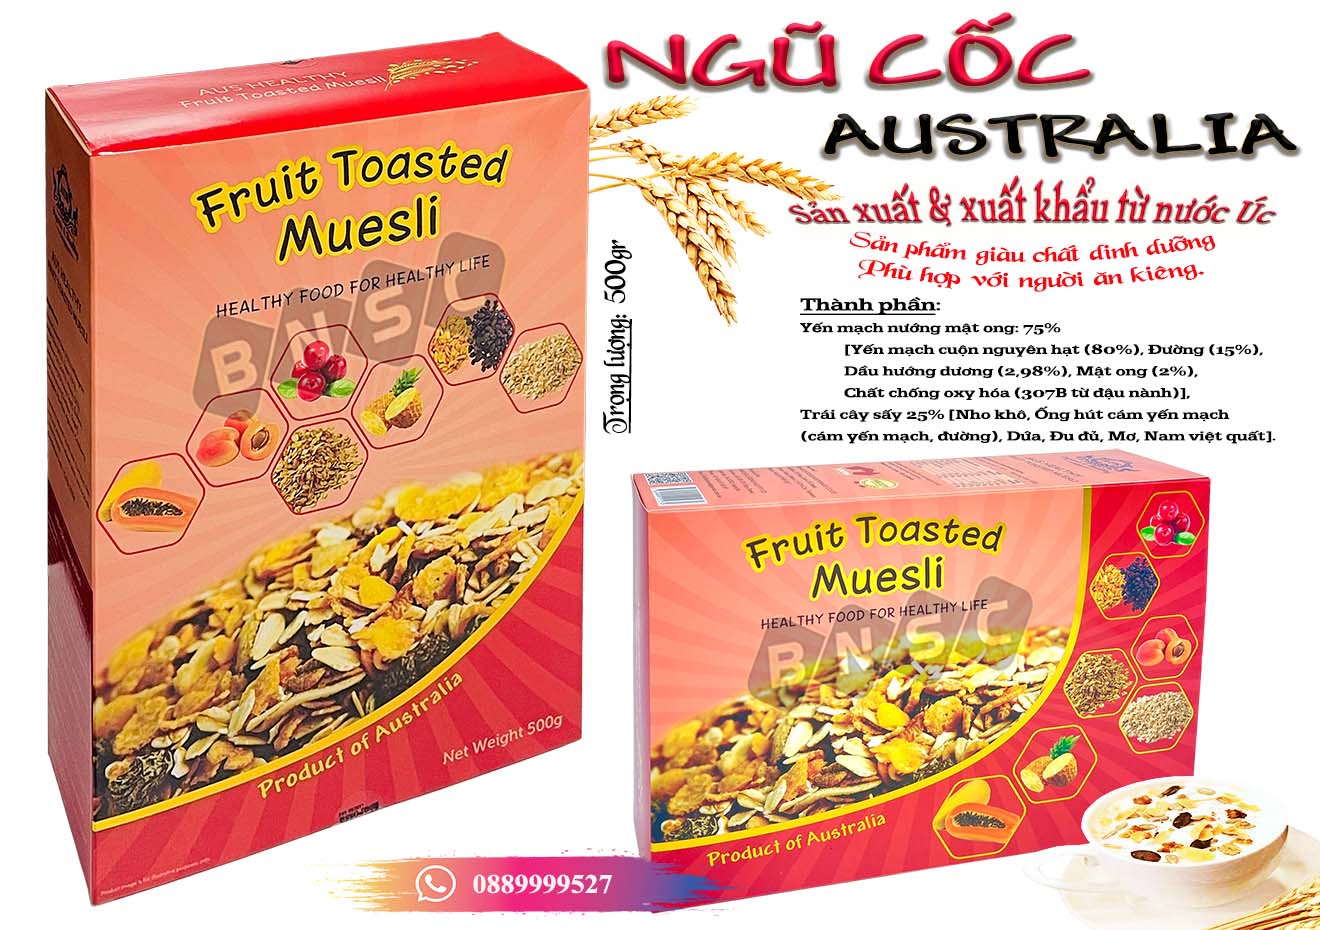 NGŨ CỐC
AUSTRALIA
Sản xuất & xuất khẩu từ nước Úc
Sản phẩm giàu chất dinh dưỡng
Phù hợp với người ăn kiêng.
Trọng lượng: 500gr
Thành phần:
Yến mạch nướng mật ong: 75%
[Yến mạch cuộn nguyên hạt (80%), Đường (15%),
Dầu hướng dương (2,98%), Mật ong (2%),
Chất chống oxy hóa (307B từ đậu nành)],
Trái cây sấy 25% [Nho khô, Ống hút cám yến mạch
(cám yến mạch, đường), Dứa, Đu đủ, Mơ, Nam việt quất].
AUS HEALTHY
Fruit Toasted Muesli
Fruit Toasted
Muesli
HEALTHY FOOD FOR HEALTHY LIFE
BNSC
Product of Australia
Net Weight 500g
Fruit Toasted
Muesli
HEALTHY FOOD FOR HEALTHY LIFE
BNSC
Product of Australia
0889999527